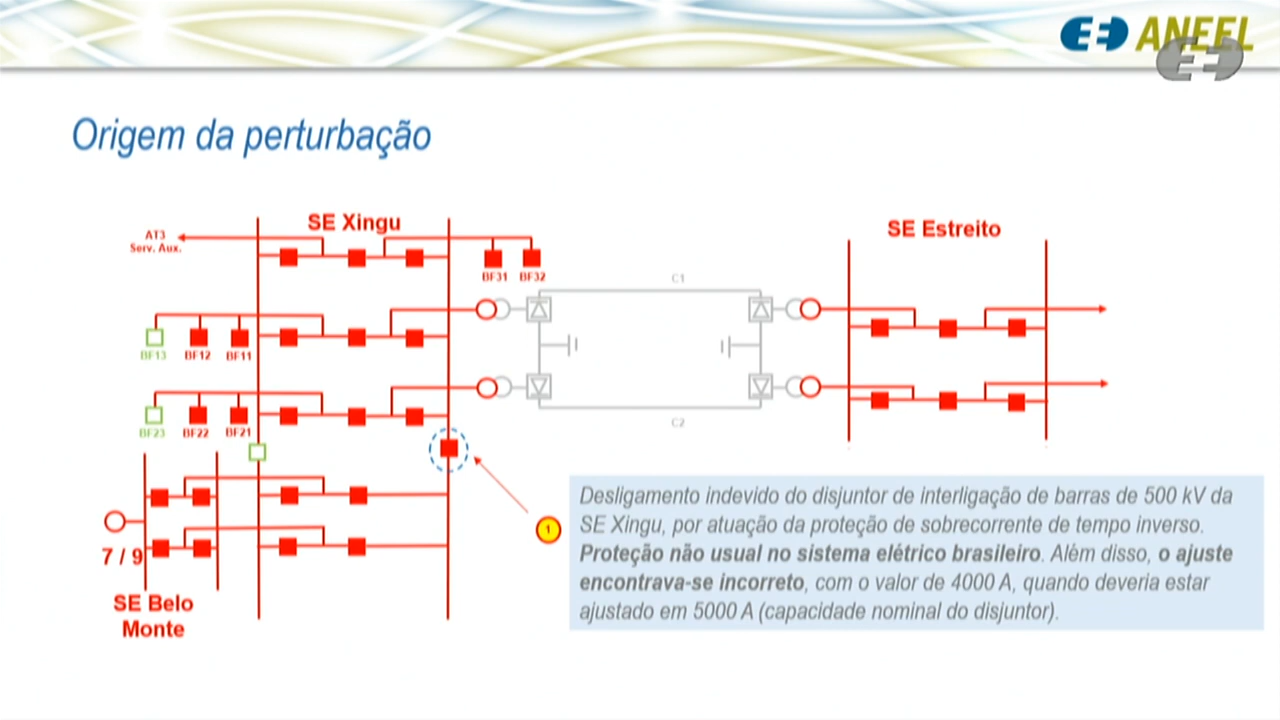 ANEEL
Origem da perturbação
SE Xingu
SE Estreito
AT3
Serv. Aux.
BF31 BF32
C1
BF13 BF12 BF11
BF23 BF22 BF21
C2
7 / 9
SE Belo
Monte
1
Desligamento indevido do disjuntor de interligação de barras de 500 kV da
SE Xingu, por atuação da proteção de sobrecorrente de tempo inverso.
Proteção não usual no sistema elétrico brasileiro. Além disso, o ajuste
encontrava-se incorreto, com o valor de 4000 A, quando deveria estar
ajustado em 5000 A (capacidade nominal do disjuntor).